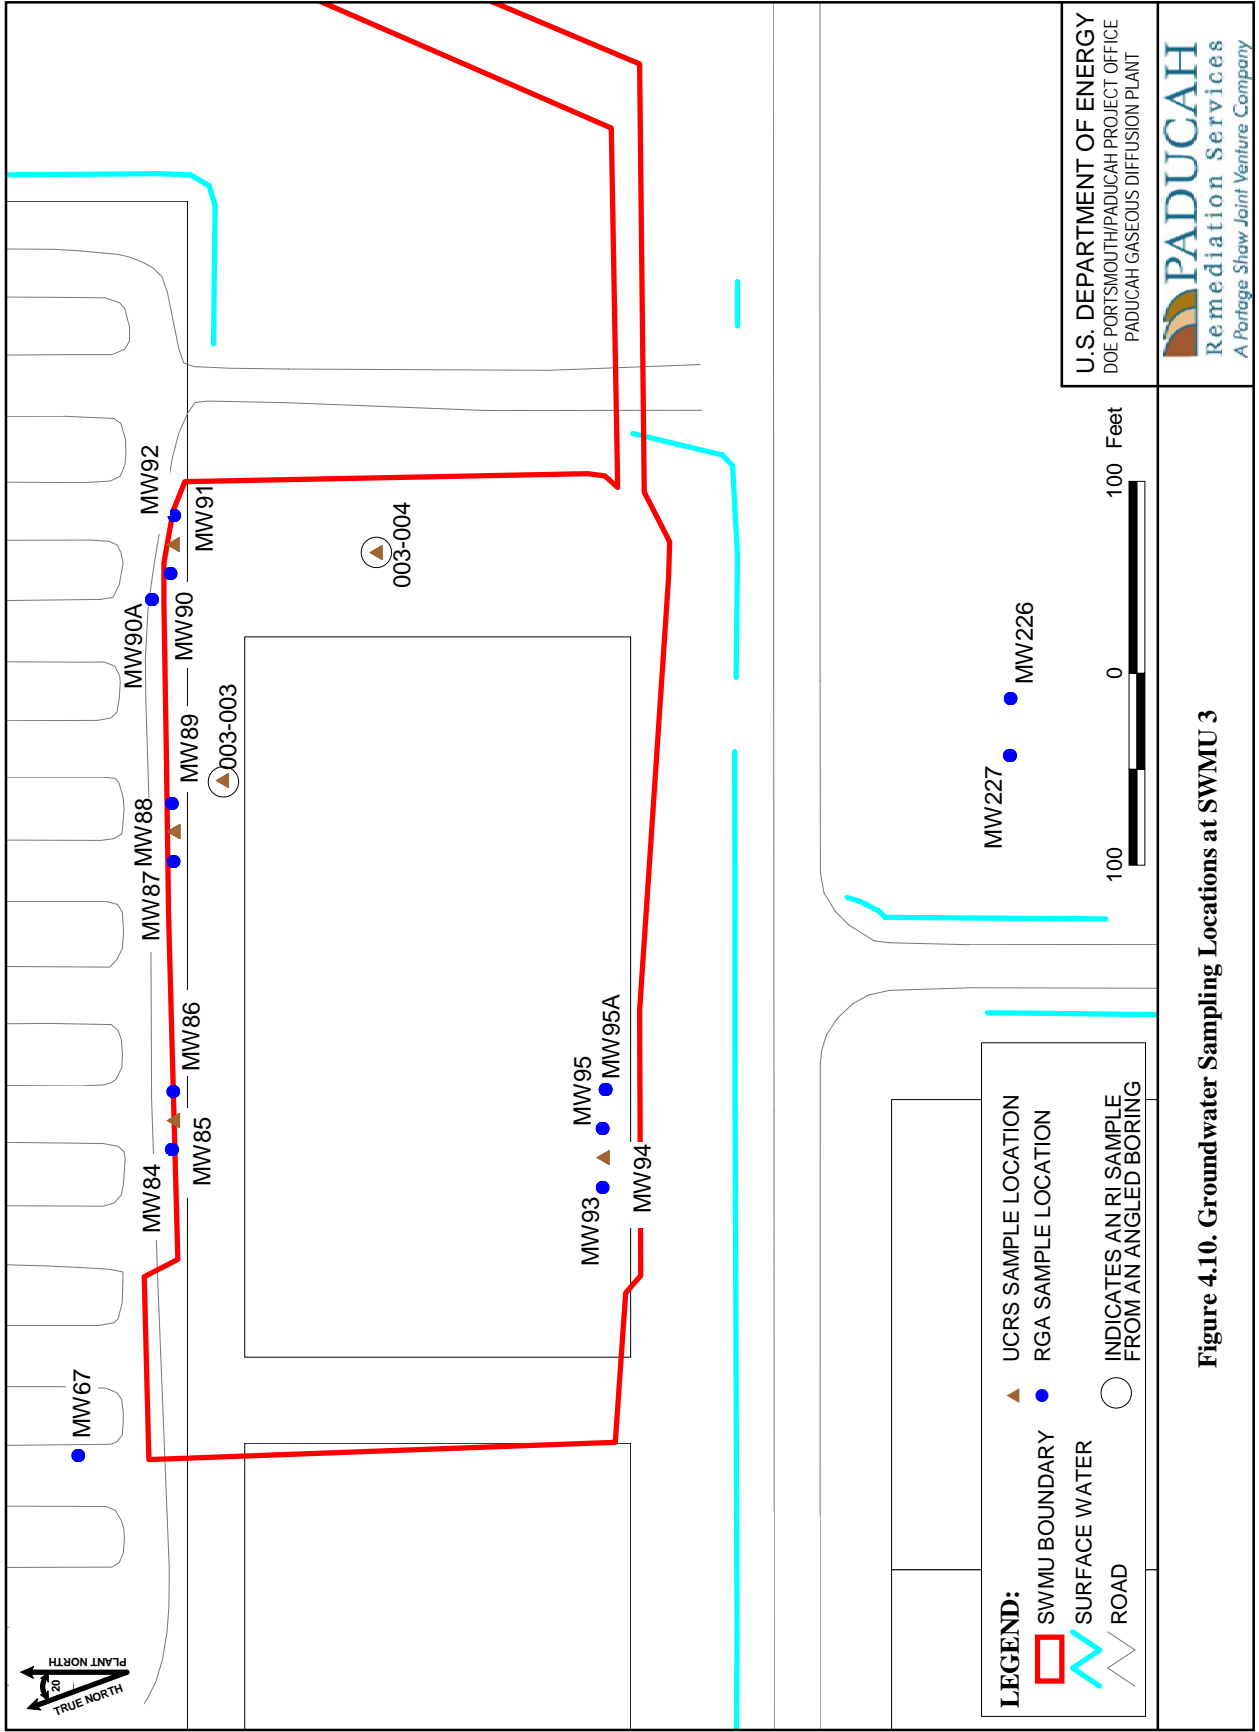 PLANT NORTH
20
TRUE NORTH
MW67
MW84
MW85
MW86
MW87
MW88
MW89
003-003
MW90A
MW90
MW92
MW91
003-004
MW93
MW94
MW95
MW95A
MW227
MW226
100
0
100 Feet
LEGEND:
SWMU BOUNDARY
SURFACE WATER
ROAD
UCRS SAMPLE LOCATION
RGA SAMPLE LOCATION
INDICATES AN RI SAMPLE
FROM AN ANGLED BORING
U.S. DEPARTMENT OF ENERGY
DOE PORTSMOUTH/PADUCAH PROJECT OFFICE
PADUCAH GASEOUS DIFFUSION PLANT
PADUCAH
Remediation Services
A Portage Shaw Joint Venture Company
Figure 4.10. Groundwater Sampling Locations at SWMU 3